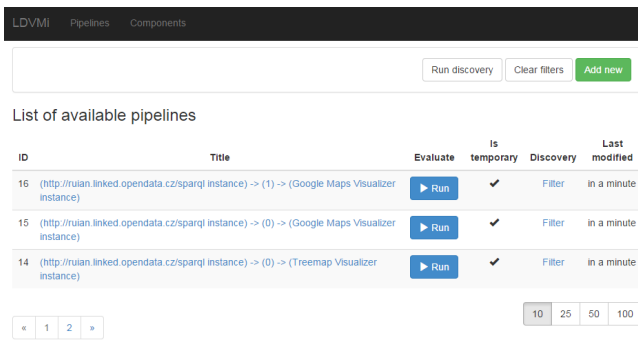 LDVMi Pipelines Components
Run discovery Clear filters Add new
List of available pipelines
ID Title Evaluate Is temporary Discovery Last modified
16 (http://ruian.linked.opendata.cz/sparql instance) -> (1) -> (Google Maps Visualizer instance) Run Filter in a minute
15 (http://ruian.linked.opendata.cz/sparql instance) -> (0) -> (Google Maps Visualizer instance) Run Filter in a minute
14 (http://ruian.linked.opendata.cz/sparql instance) -> (0) -> (Treemap Visualizer instance) Run Filter in a minute
« 1 2 »
10 25 50 100